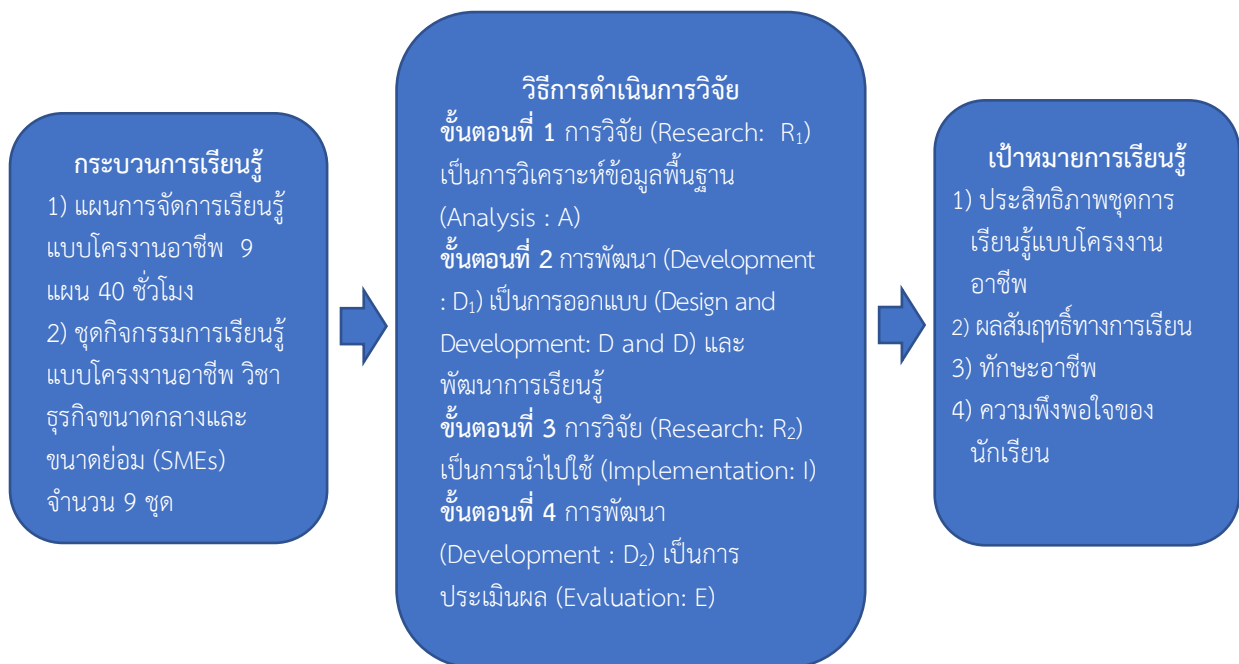 กระบวนการเรียนรู้
1) แผนการจัดการเรียนรู้
แบบโครงงานอาชีพ 9
แผน 40 ชั่วโมง
2) ชุดกิจกรรมการเรียนรู้
แบบโครงงานอาชีพ วิชา
ธุรกิจขนาดกลางและ
ขนาดย่อม (SMEs)
จำนวน 9 ชุด
วิธีการดำเนินการวิจัย
ขั้นตอนที่ 1 การวิจัย (Research: R₁)
เป็นการวิเคราะห์ข้อมูลพื้นฐาน
(Analysis : A)
ขั้นตอนที่ 2 การพัฒนา (Development
: D₁) เป็นการออกแบบ (Design and
Development: D and D) และ
พัฒนาการเรียนรู้
ขั้นตอนที่ 3 การวิจัย (Research: R₂)
เป็นการนำไปใช้ (Implementation: I)
ขั้นตอนที่ 4 การพัฒนา
(Development : D₂) เป็นการ
ประเมินผล (Evaluation: E)
เป้าหมายการเรียนรู้
1) ประสิทธิภาพชุดการ
เรียนรู้แบบโครงงาน
อาชีพ
2) ผลสัมฤทธิ์ทางการเรียน
3) ทักษะอาชีพ
4) ความพึงพอใจของ
นักเรียน